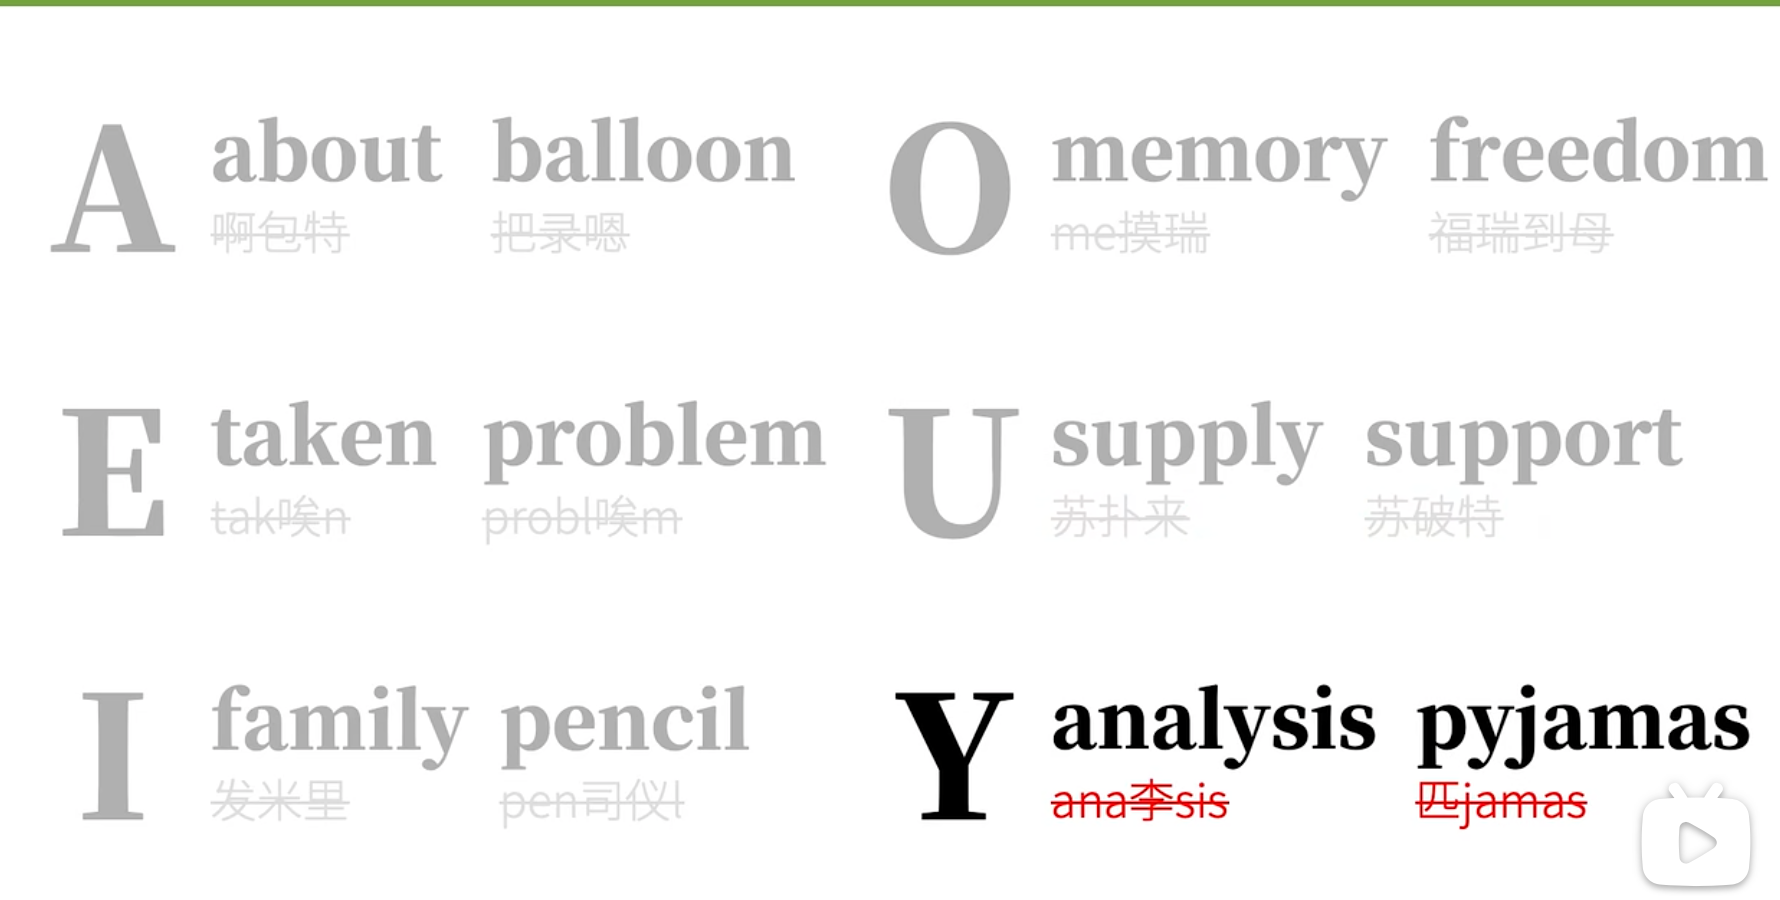 A about balloon
啊包特 把录嗯
O memory freedom
me摸瑞 福瑞到母
E taken problem
tak唉n probl唉m
U supply support
苏扑来 苏破特
I family pencil
发米里 pen司仪l
Y analysis pyjamas
ana李sis 匹jamas